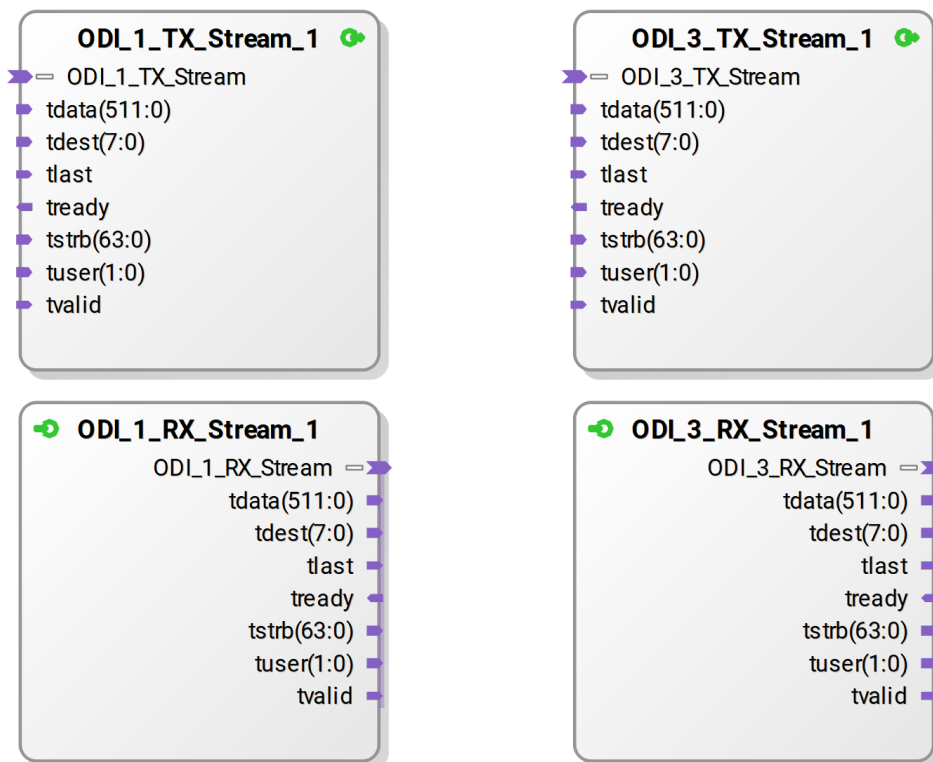 ODI_1_TX_Stream_1
ODI_1_TX_Stream
tdata(511:0)
tdest(7:0)
tlast
tready
tstrb(63:0)
tuser(1:0)
tvalid
ODI_3_TX_Stream_1
ODI_3_TX_Stream
tdata(511:0)
tdest(7:0)
tlast
tready
tstrb(63:0)
tuser(1:0)
tvalid
ODI_1_RX_Stream_1
ODI_1_RX_Stream
tdata(511:0)
tdest(7:0)
tlast
tready
tstrb(63:0)
tuser(1:0)
tvalid
ODI_3_RX_Stream_1
ODI_3_RX_Stream
tdata(511:0)
tdest(7:0)
tlast
tready
tstrb(63:0)
tuser(1:0)
tvalid